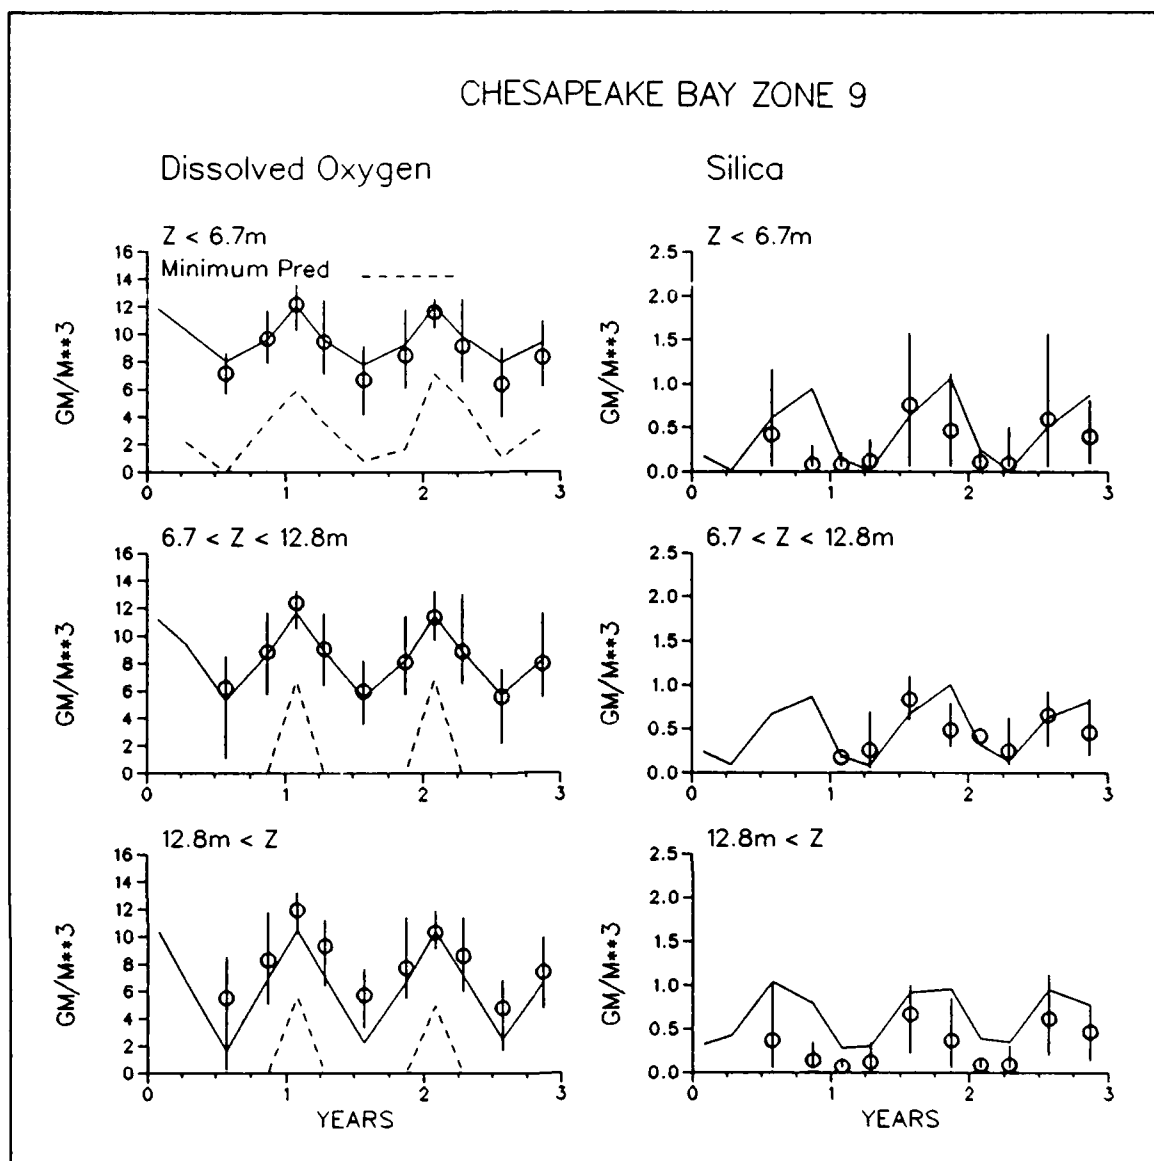 CHESAPEAKE BAY ZONE 9
Dissolved Oxygen
Silica
Z < 6.7m
Minimum Pred
16
14
12
10
8
6
4
2
0
GM/M**3
0 1 2 3
Z < 6.7m
2.5
2.0
1.5
1.0
0.5
0.0
GM/M**3
0 1 2 3
6.7 < Z < 12.8m
16
14
12
10
8
6
4
2
0
GM/M**3
0 1 2 3
6.7 < Z < 12.8m
2.5
2.0
1.5
1.0
0.5
0.0
GM/M**3
0 1 2 3
12.8m < Z
16
14
12
10
8
6
4
2
0
GM/M**3
0 1 2 3
YEARS
12.8m < Z
2.5
2.0
1.5
1.0
0.5
0.0
GM/M**3
0 1 2 3
YEARS